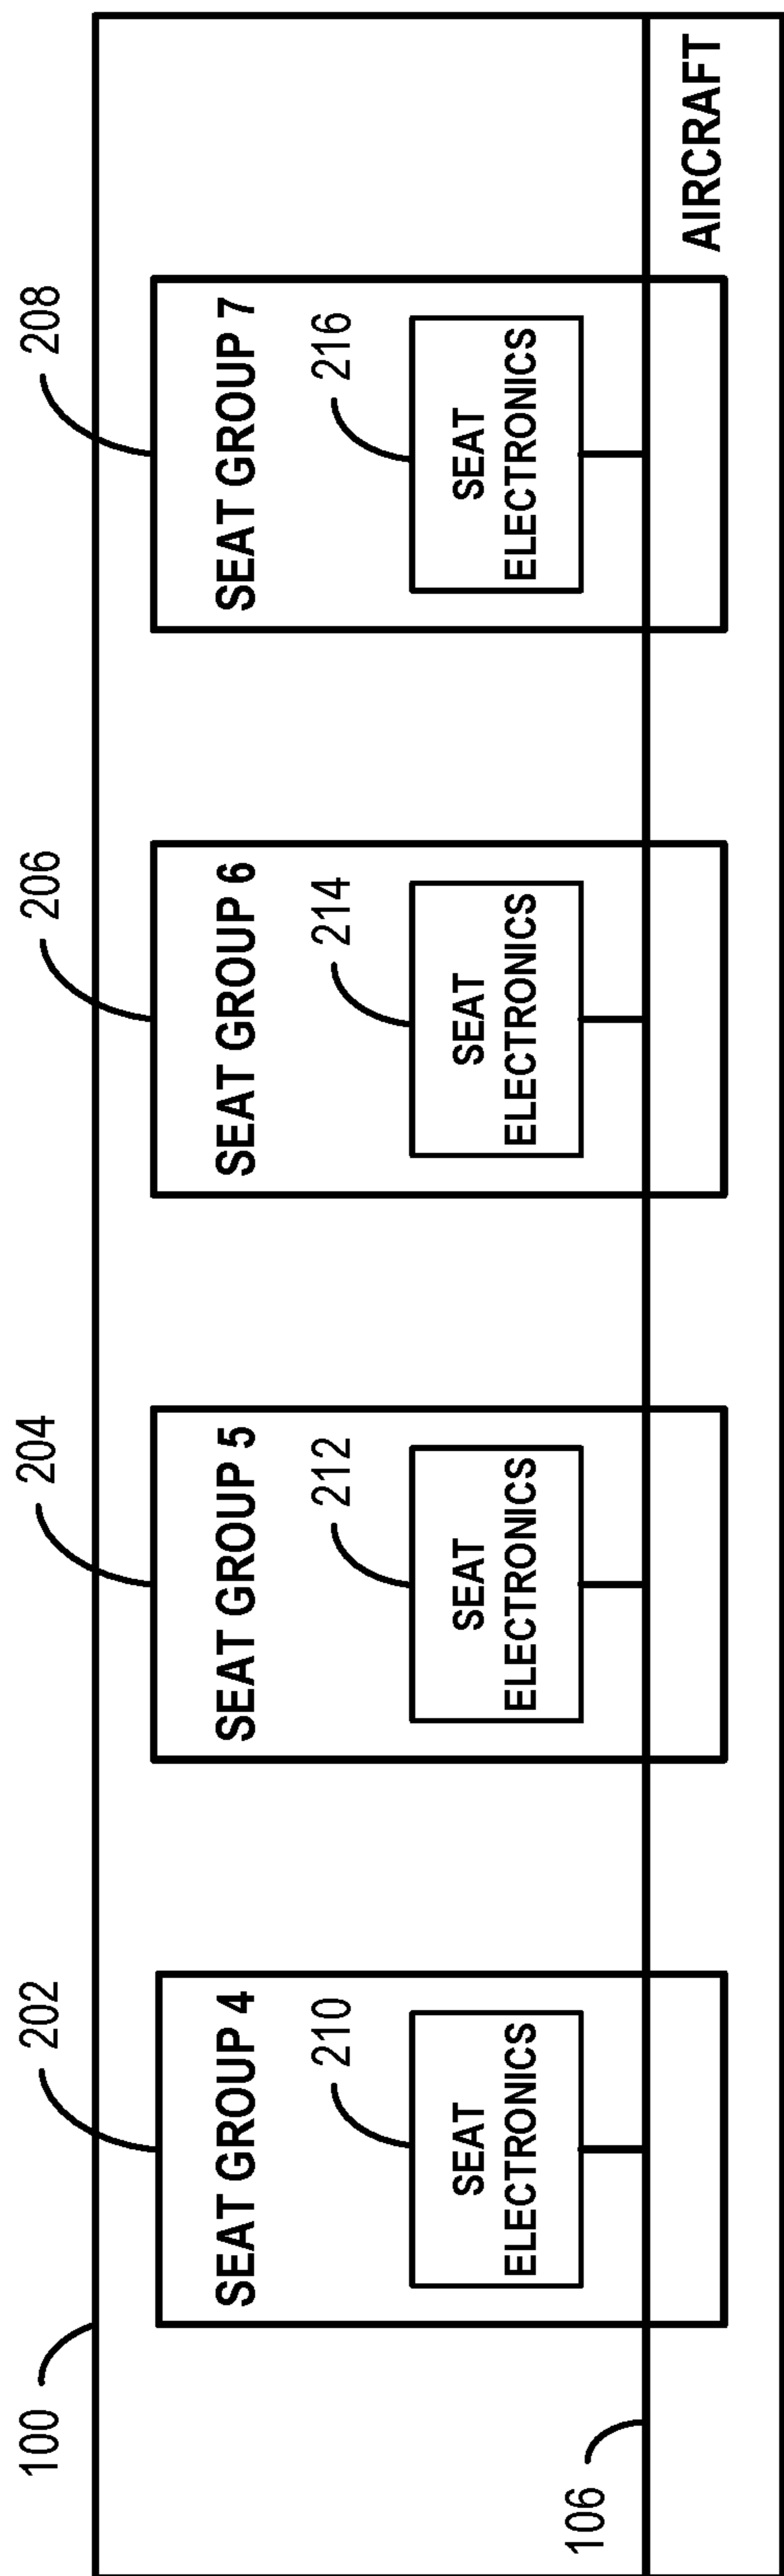 100
202
204
206
208
SEAT GROUP 4
SEAT GROUP 5
SEAT GROUP 6
SEAT GROUP 7
210
212
214
216
SEAT
ELECTRONICS
SEAT
ELECTRONICS
SEAT
ELECTRONICS
SEAT
ELECTRONICS
106
AIRCRAFT